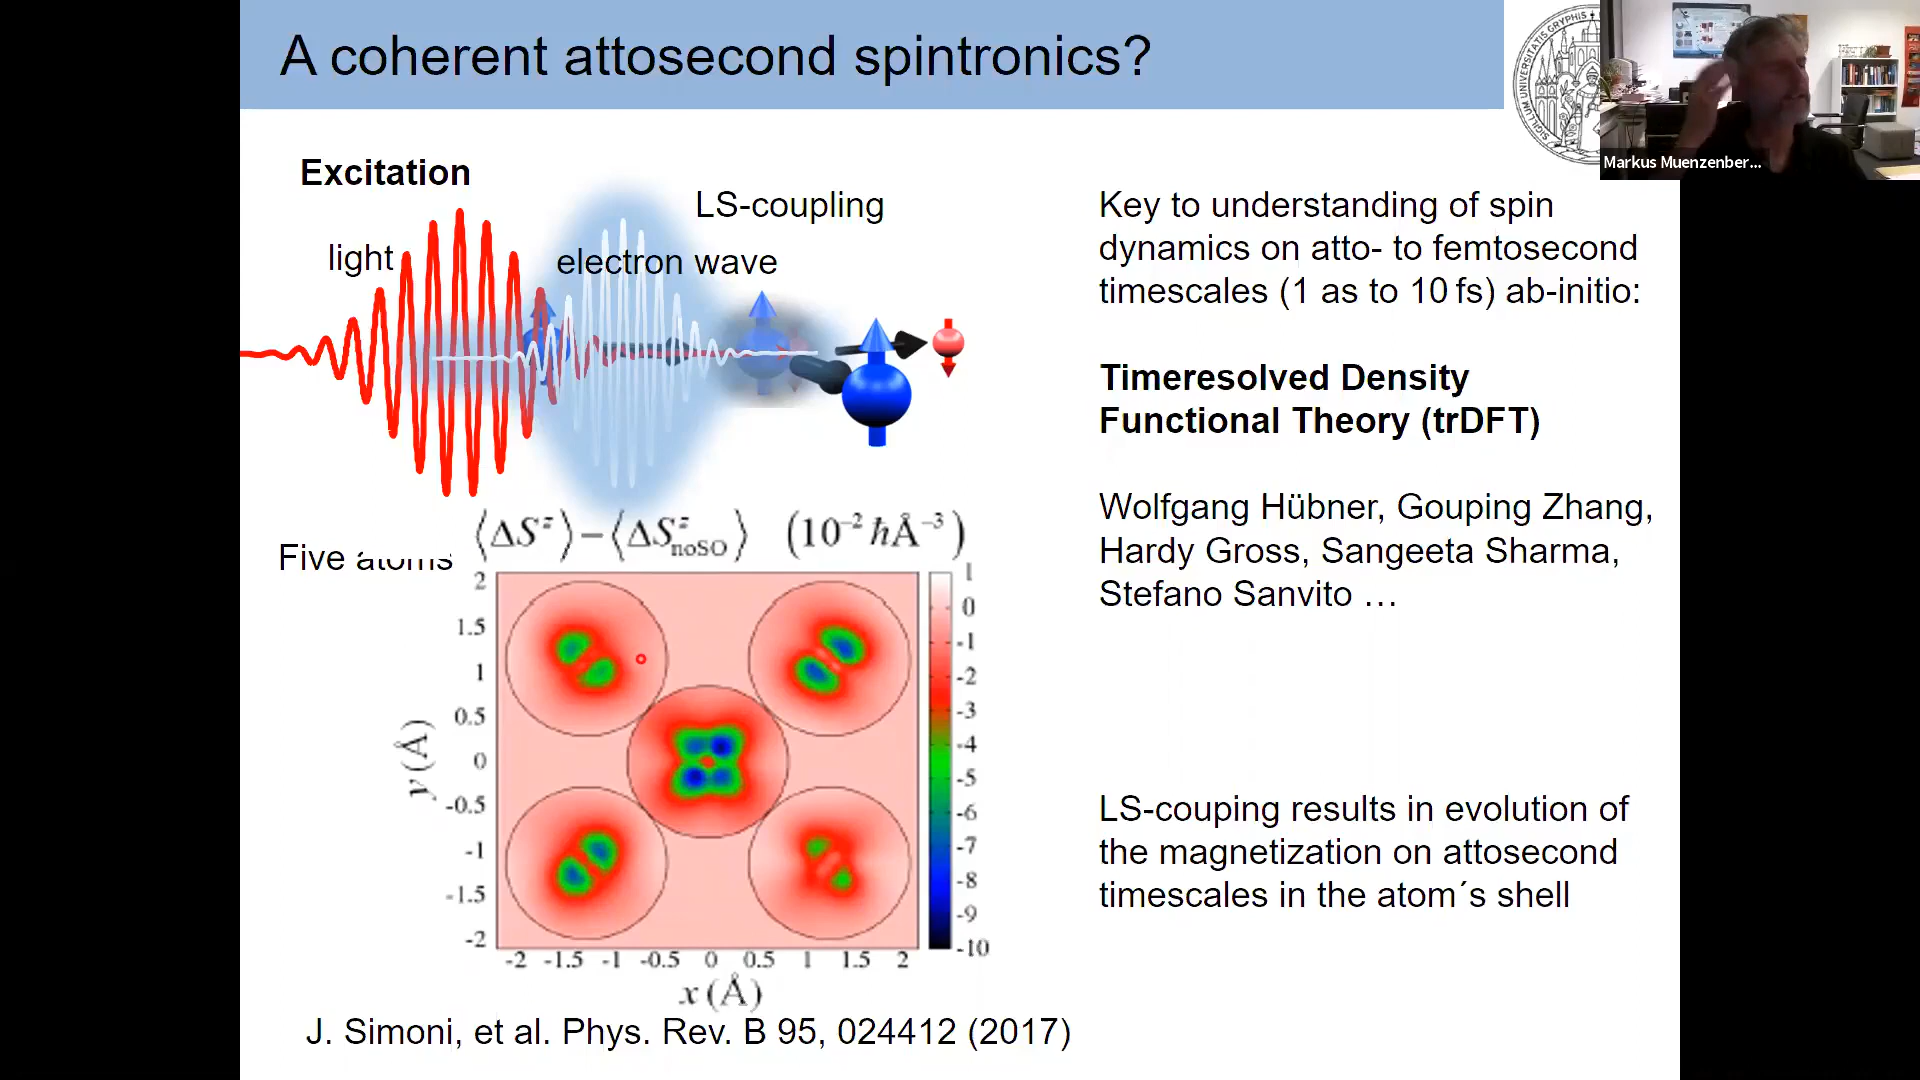 A coherent attosecond spintronics?
SIGILLUM UNIVERSITATIS GRYPHIS
Markus Muenzenber...
Excitation
LS-coupling
light
electron wave
Key to understanding of spin
dynamics on atto- to femtosecond
timescales (1 as to 10 fs) ab-initio:
Timeresolved Density
Functional Theory (trDFT)
Wolfgang Hübner, Gouping Zhang,
Hardy Gross, Sangeeta Sharma,
Stefano Sanvito …
LS-couping results in evolution of
the magnetization on attosecond
timescales in the atom´s shell
Five atoms
⟨ΔS^z⟩−⟨ΔS^z_noSO⟩ (10^−2 ħÅ^−3)
2
1.5
1
0.5
0
-0.5
-1
-1.5
-2
y (Å)
-2 -1.5 -1 -0.5 0 0.5 1 1.5 2
x (Å)
1
0
-1
-2
-3
-4
-5
-6
-7
-8
-9
-10
J. Simoni, et al. Phys. Rev. B 95, 024412 (2017)